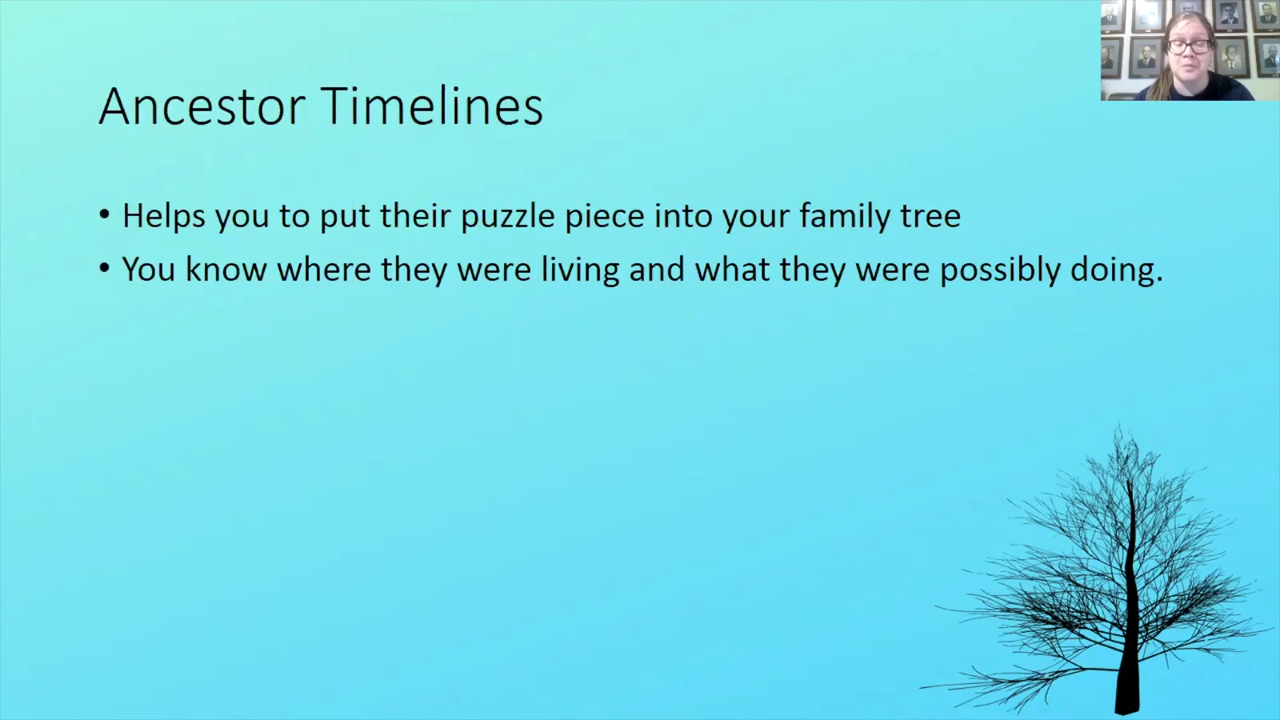 Ancestor Timelines
• Helps you to put their puzzle piece into your family tree
• You know where they were living and what they were possibly doing.